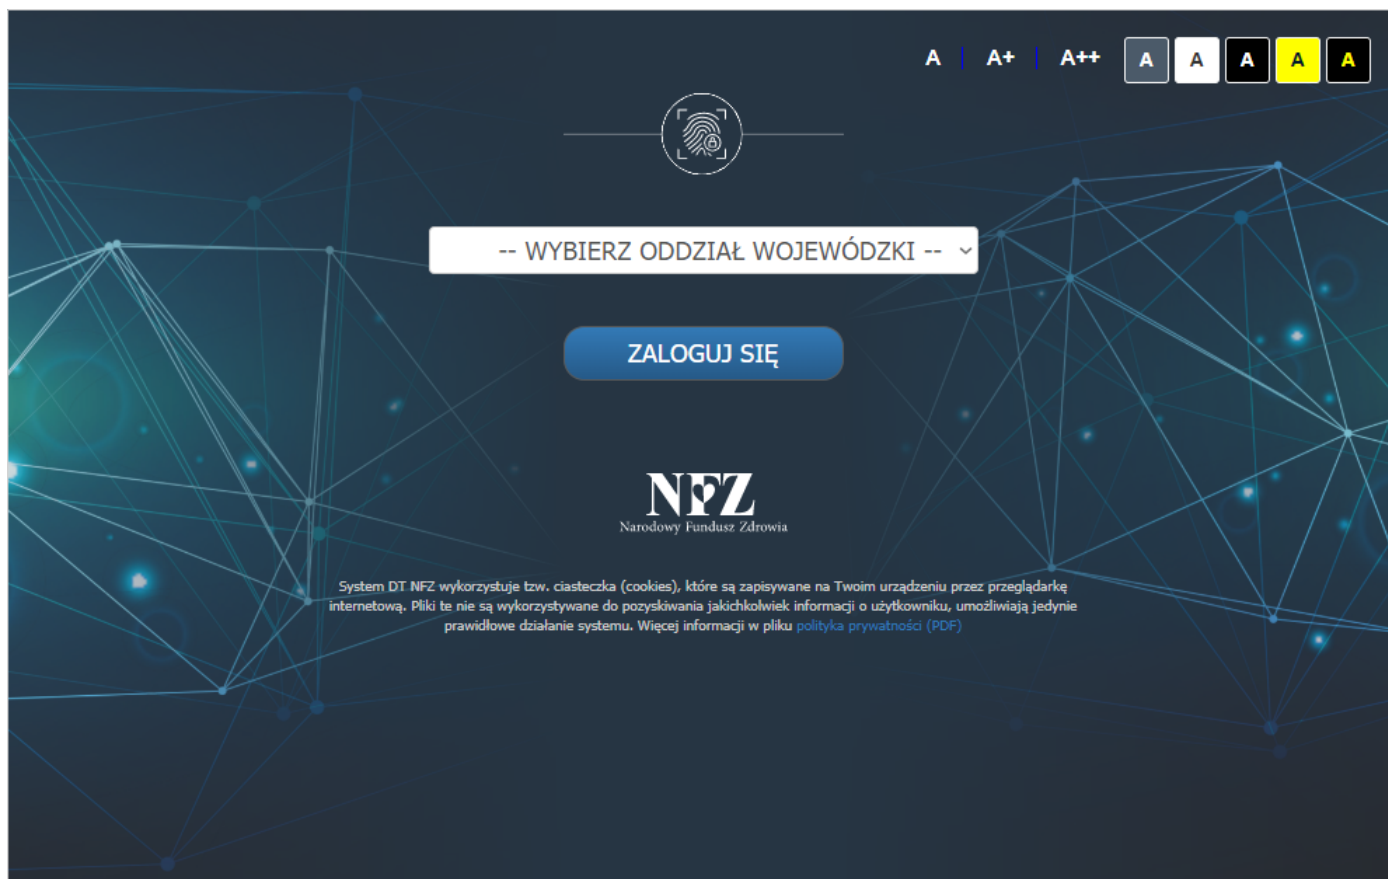 A | A+ | A++ A A A A A
-- WYBIERZ ODDZIAŁ WOJEWÓDZKI --
ZALOGUJ SIĘ
NFZ
Narodowy Fundusz Zdrowia
System DT NFZ wykorzystuje tzw. ciasteczka (cookies), które są zapisywane na Twoim urządzeniu przez przeglądarkę
internetową. Pliki te nie są wykorzystywane do pozyskiwania jakichkolwiek informacji o użytkowniku, umożliwiają jedynie
prawidłowe działanie systemu. Więcej informacji w pliku polityka prywatności (PDF)